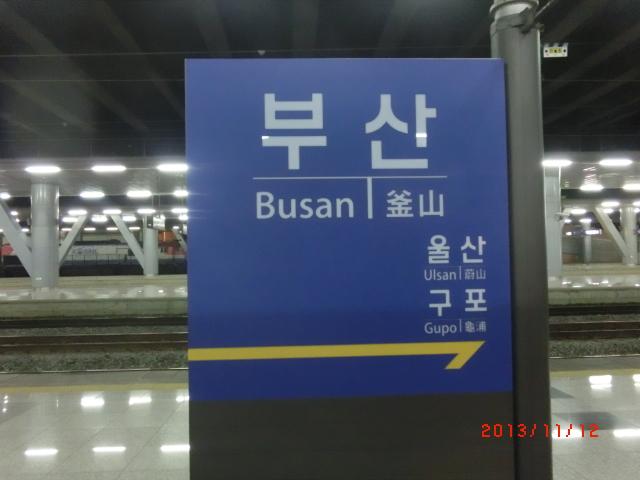 부산
Busan 釜山
울산
Ulsan 蔚山
구포
Gupo 龜浦
2013/11/12